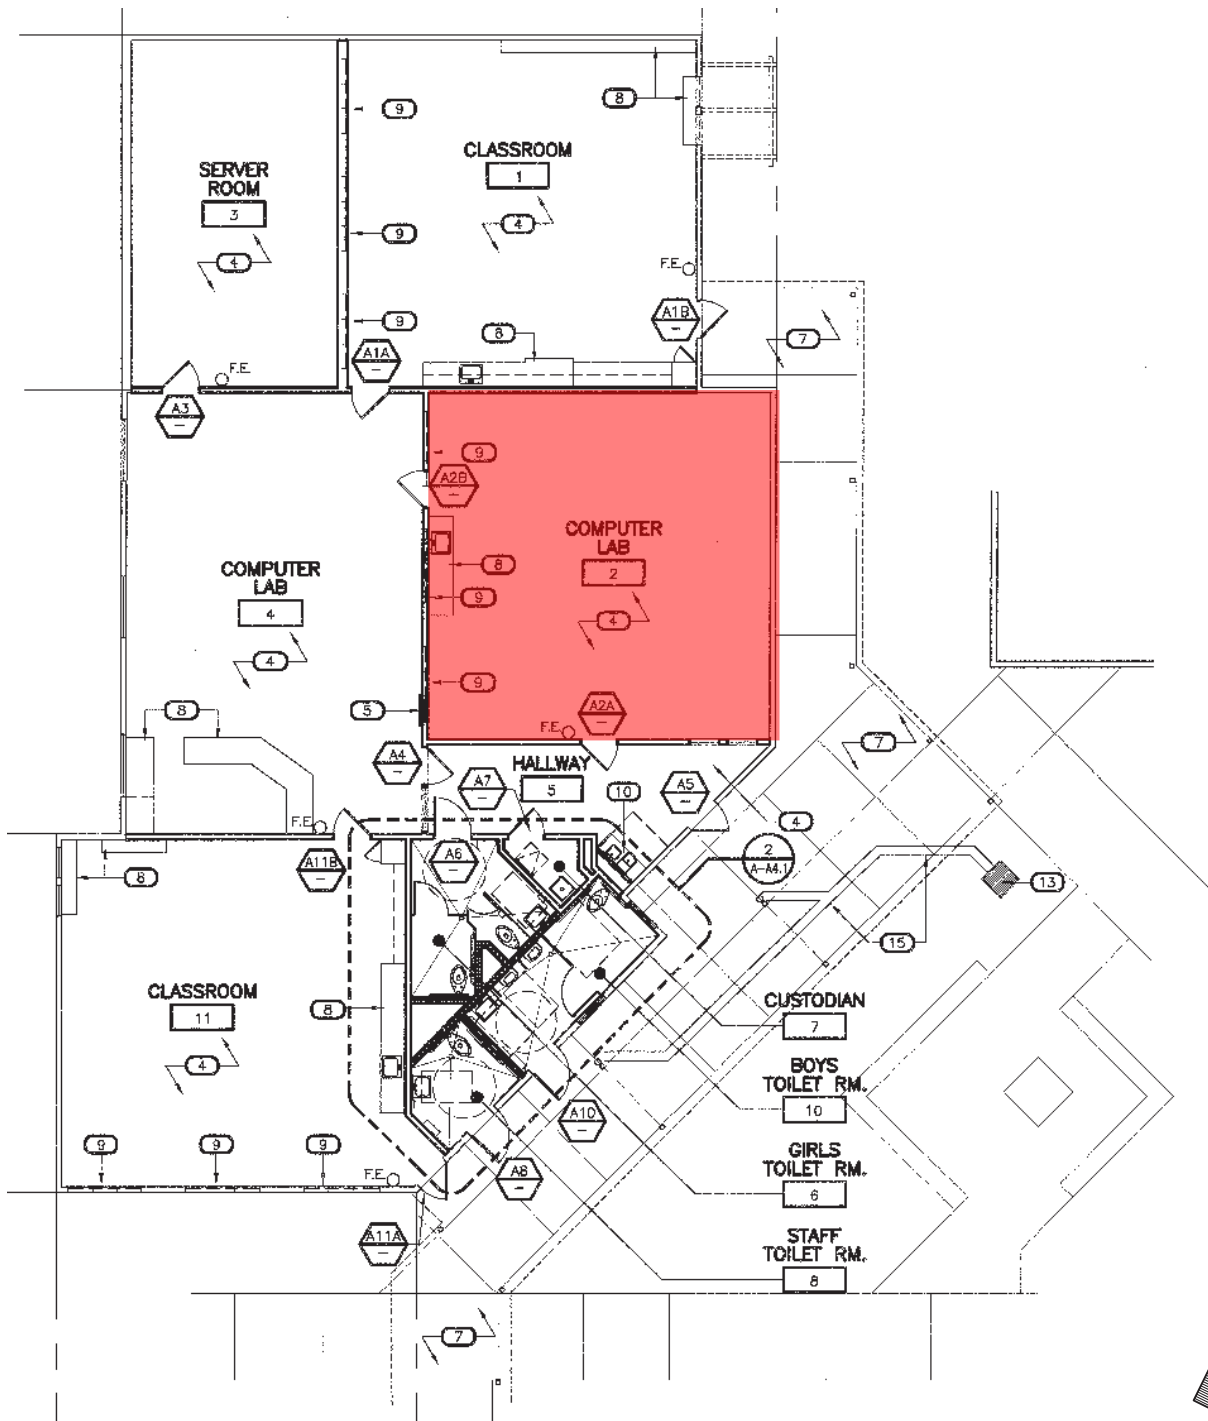 8
9
CLASSROOM
1
SERVER
ROOM
3
4
9
4
F.E.
A1B
–
9
8
7
A1A
–
F.E.
A3
–
9
A2B
–
COMPUTER
LAB
2
8
COMPUTER
LAB
4
9
4
4
9
8
5
A2A
–
F.E.
7
A4
–
HALLWAY
5
A7
–
10
A5
–
4
F.E.
A11B
–
A6
–
2
A-A4.1
8
13
15
CLASSROOM
11
8
CUSTODIAN
7
4
BOYS
TOILET RM.
10
A10
–
9
9
9
GIRLS
TOILET RM.
6
F.E.
A8
–
A11A
–
STAFF
TOILET RM.
8
7